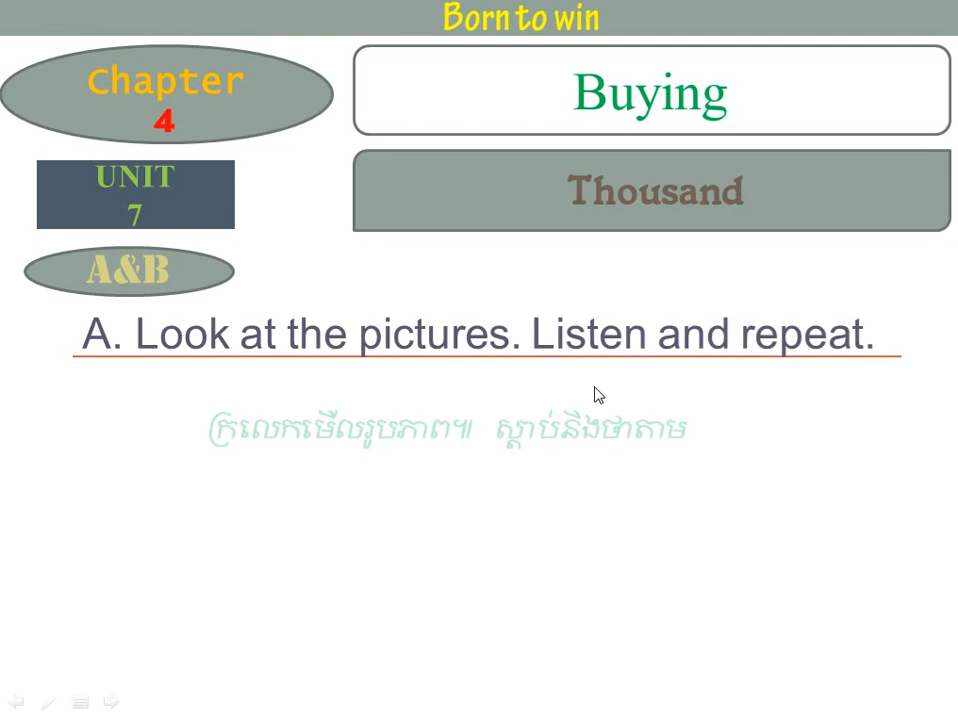 Born to win
Chapter
4
Buying
UNIT
7
Thousand
A&B
A. Look at the pictures. Listen and repeat.
ក្រលេកមើលរូបភាព៕ ស្តាប់និងថាតាម